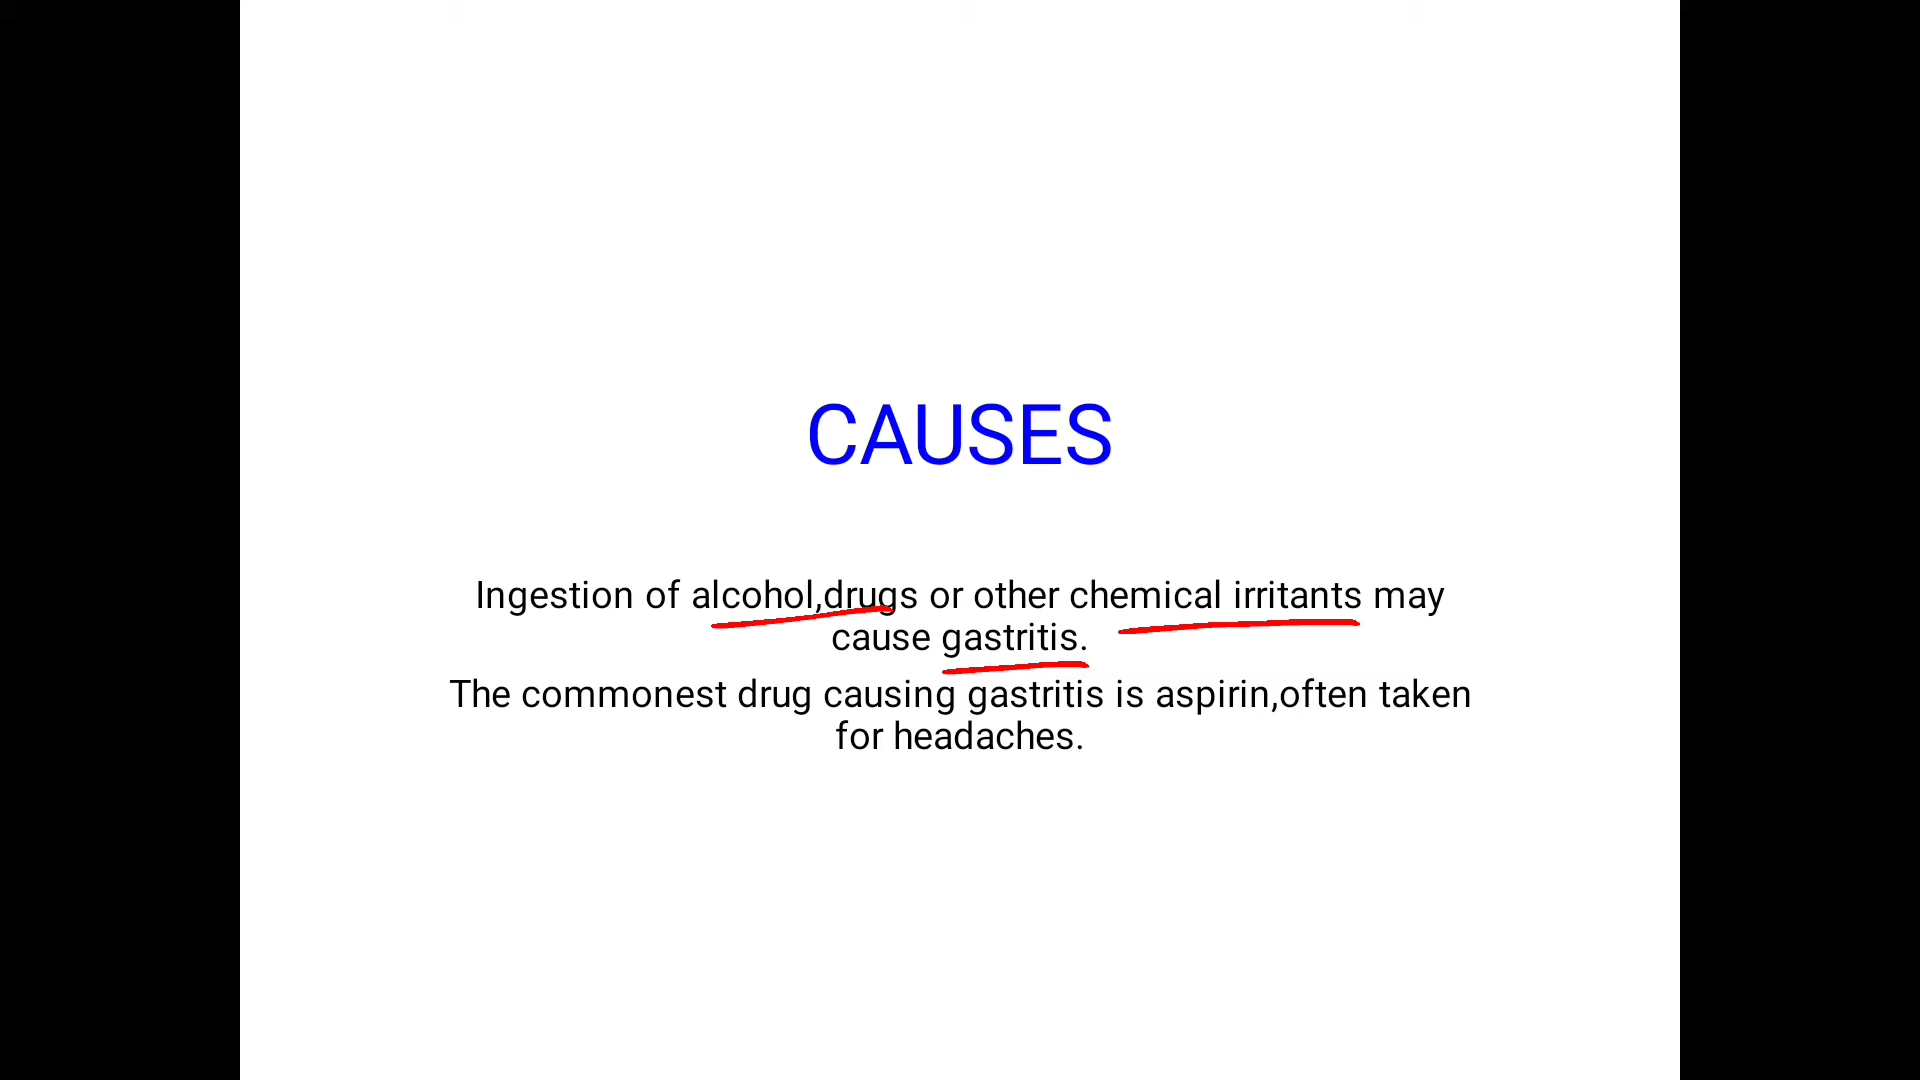 CAUSES
Ingestion of alcohol,drugs or other chemical irritants may
cause gastritis.
The commonest drug causing gastritis is aspirin,often taken
for headaches.